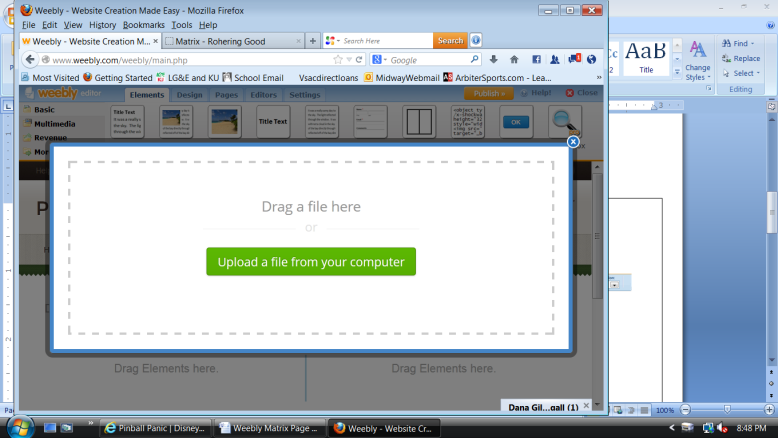 Weebly - Website Creation Made Easy - Mozilla Firefox
File Edit View History Bookmarks Tools Help
Weebly - Website Creation M...
Matrix - Rohering Good
Search Here
Search
www.weebly.com/weebly/main.php
Google
Most Visited Getting Started LG&E and KU School Email Vsacdirectloans MidwayWebmail ArbiterSports.com - Lea...
weebly editor
Elements Design Pages Editors Settings
Publish
Help!
Close
Basic
Multimedia
Revenue
Title Text
Title Text
OK
Drag a file here
or
Upload a file from your computer
Drag Elements here.
Drag Elements here.
Dana Gil...gall (1)
AaB
Title
Change
Styles
Find
Replace
Select
Editing
100%
Pinball Panic | Disney...
Weebly Matrix Page ...
Weebly - Website Cr...
8:48 PM